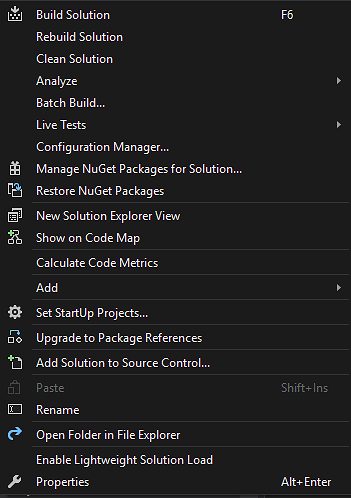 Build Solution F6
Rebuild Solution
Clean Solution
Analyze
Batch Build...
Live Tests
Configuration Manager...
Manage NuGet Packages for Solution...
Restore NuGet Packages
New Solution Explorer View
Show on Code Map
Calculate Code Metrics
Add
Set StartUp Projects...
Upgrade to Package References
Add Solution to Source Control...
Paste Shift+Ins
Rename
Open Folder in File Explorer
Enable Lightweight Solution Load
Properties Alt+Enter